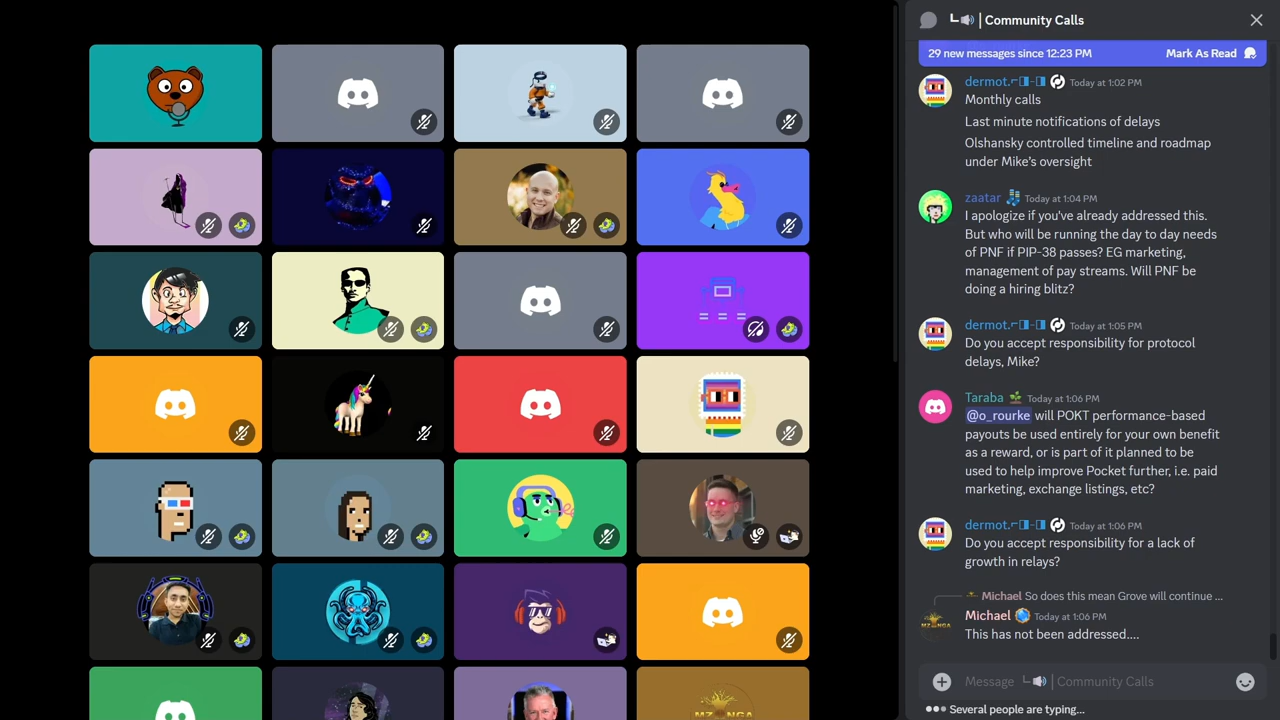 ┗🔊 | Community Calls
29 new messages since 12:23 PM Mark As Read
dermot.⌐◨-◨ Today at 1:02 PM
Monthly calls
Last minute notifications of delays
Olshansky controlled timeline and roadmap
under Mike's oversight
zaatar Today at 1:04 PM
I apologize if you've already addressed this.
But who will be running the day to day needs
of PNF if PIP-38 passes? EG marketing,
management of pay streams. Will PNF be
doing a hiring blitz?
dermot.⌐◨-◨ Today at 1:05 PM
Do you accept responsibility for protocol
delays, Mike?
Taraba Today at 1:06 PM
@o_rourke will POKT performance-based
payouts be used entirely for your own benefit
as a reward, or is part of it planned to be
used to help improve Pocket further, i.e. paid
marketing, exchange listings, etc?
dermot.⌐◨-◨ Today at 1:06 PM
Do you accept responsibility for a lack of
growth in relays?
Michael So does this mean Grove will continue ...
Michael Today at 1:06 PM
This has not been addressed....
Message ┗🔊 | Community Calls
Several people are typing...
MZONGA